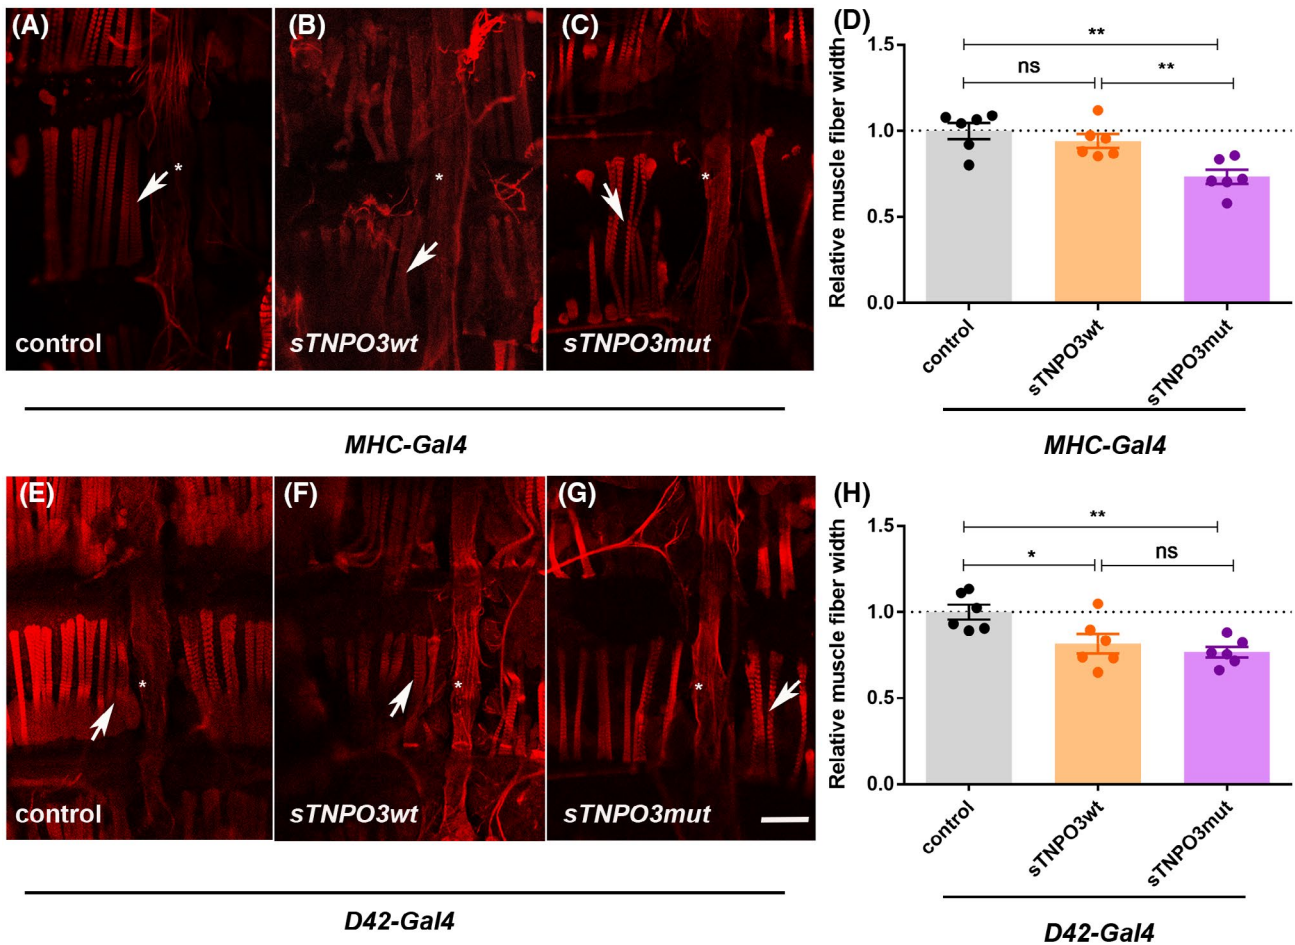 (A)
(B)
(C)
(D)
*
*
*
control
sTNPO3wt
sTNPO3mut
MHC-Gal4
Relative muscle fiber width
1.5
1.0
0.5
0.0
**
ns
**
control
sTNPO3wt
sTNPO3mut
MHC-Gal4
(E)
(F)
(G)
(H)
*
*
*
control
sTNPO3wt
sTNPO3mut
D42-Gal4
Relative muscle fiber width
1.5
1.0
0.5
0.0
**
*
ns
control
sTNPO3wt
sTNPO3mut
D42-Gal4